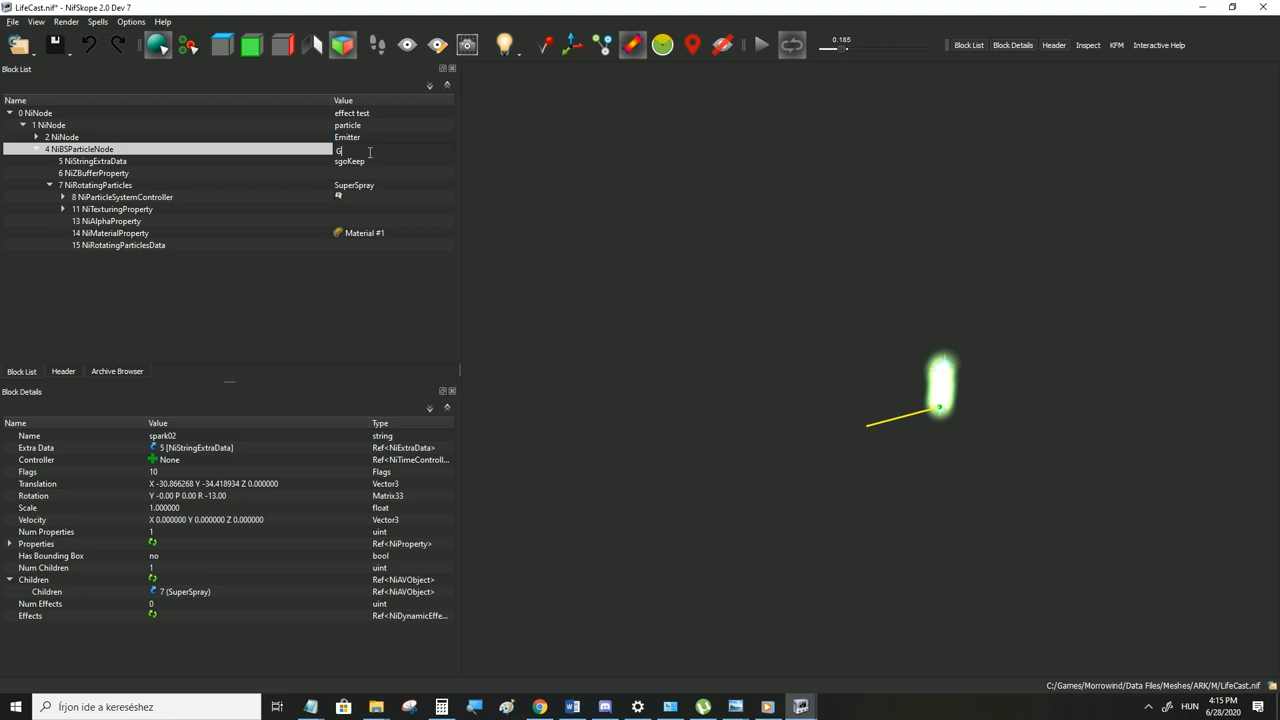 LifeCast.nif* - NifSkope 2.0 Dev 7
File View Render Spells Options Help
0.185
Block List Block Details Header Inspect KFM Interactive Help
Block List
Name Value
0 NiNode effect test
1 NiNode particle
2 NiNode Emitter
4 NiBSParticleNode G
5 NiStringExtraData sgoKeep
6 NiZBufferProperty
7 NiRotatingParticles SuperSpray
8 NiParticleSystemController
11 NiTexturingProperty
13 NiAlphaProperty
14 NiMaterialProperty Material #1
15 NiRotatingParticlesData
Block List Header Archive Browser
Block Details
Name Value Type
Name spark02 string
Extra Data 5 [NiStringExtraData] Ref<NiExtraData>
Controller None Ref<NiTimeControll...
Flags 10 Flags
Translation X -30.866268 Y -34.418934 Z 0.000000 Vector3
Rotation Y -0.00 P 0.00 R -13.00 Matrix33
Scale 1.000000 float
Velocity X 0.000000 Y 0.000000 Z 0.000000 Vector3
Num Properties 1 uint
Properties Ref<NiProperty>
Has Bounding Box no bool
Num Children 1 uint
Children Ref<NiAVObject>
Children 7 (SuperSpray) Ref<NiAVObject>
Num Effects 0 uint
Effects Ref<NiDynamicEffe...
C:/Games/Morrowind/Data Files/Meshes/ARK/M/LifeCast.nif
Írjon ide a kereséshez
HUN
4:15 PM
6/28/2020